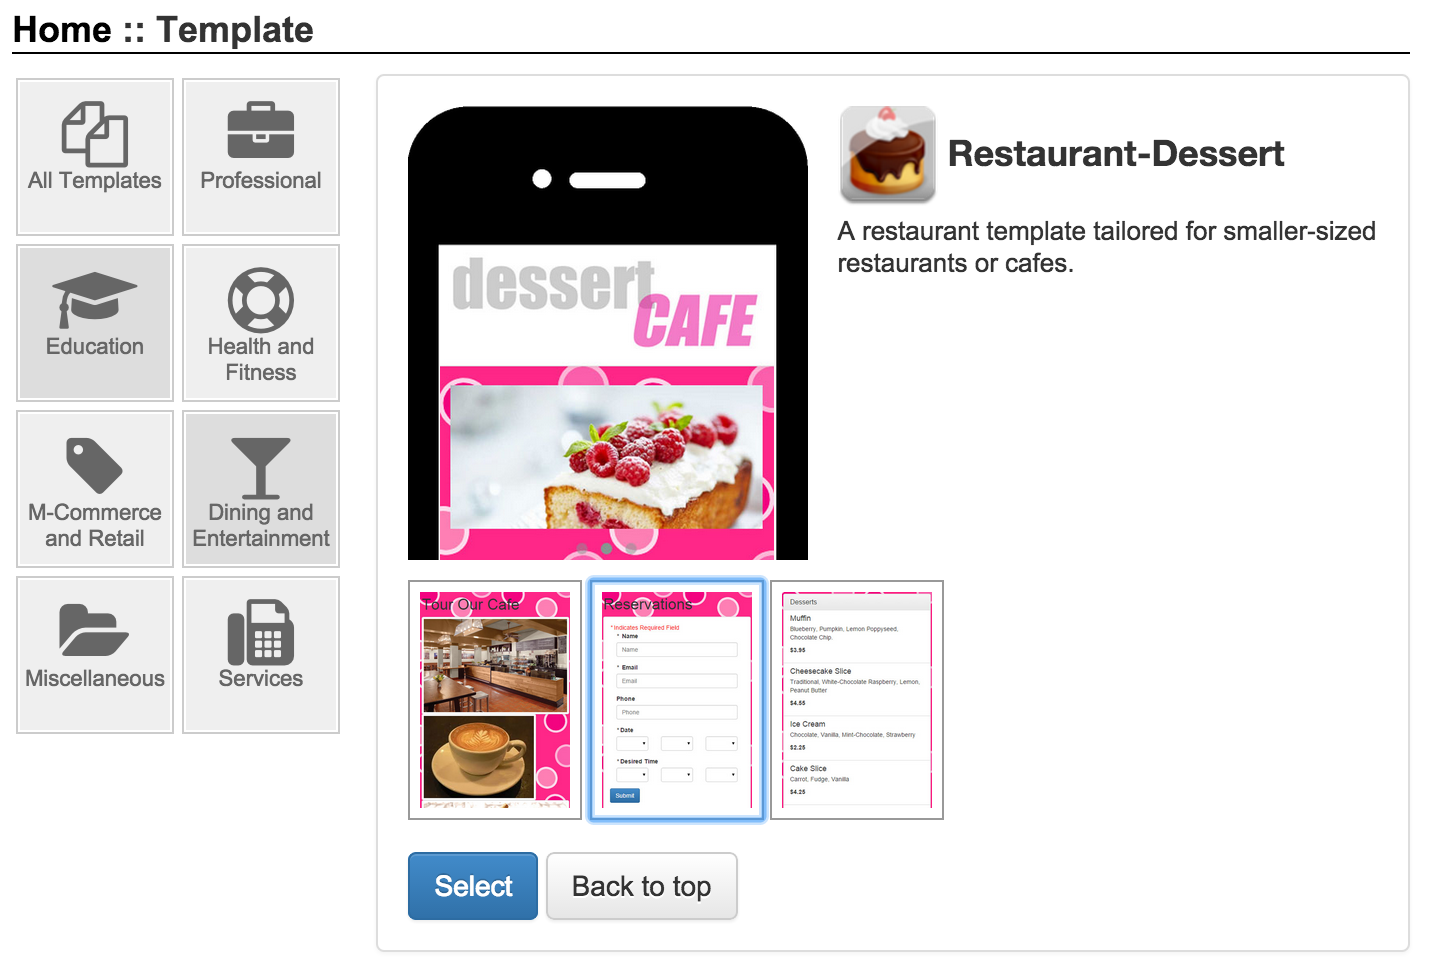 Home :: Template
All Templates
Professional
Education
Health and
Fitness
M-Commerce
and Retail
Dining and
Entertainment
Miscellaneous
Services
dessert
CAFE
Restaurant-Dessert
A restaurant template tailored for smaller-sized
restaurants or cafes.
Tour Our Cafe
Reservations
*Indicates Required Field
* Name
Name
* Email
Email
Phone
Phone
*Date
*Desired Time
Submit
Desserts
Muffin
Blueberry, Pumpkin, Lemon Poppyseed,
Chocolate Chip.
$3.95
Cheesecake Slice
Traditional, White-Chocolate Raspberry, Lemon,
Peanut Butter
$4.55
Ice Cream
Chocolate, Vanilla, Mint-Chocolate, Strawberry
$2.25
Cake Slice
Carrot, Fudge, Vanilla
$4.25
Select
Back to top